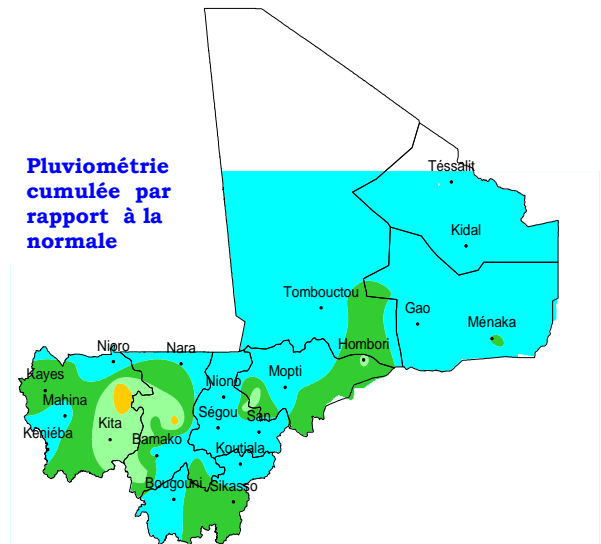 Pluviométrie
cumulée par
rapport à la
normale
Téssalit
Kidal
Tombouctou
Gao
Ménaka
Hombori
Nioro
Nara
Mopti
Kayes
Niono
Mahina
Ségou
San
Kita
Kéniéba
Bamako
Koutiala
Bougouni
Sikasso